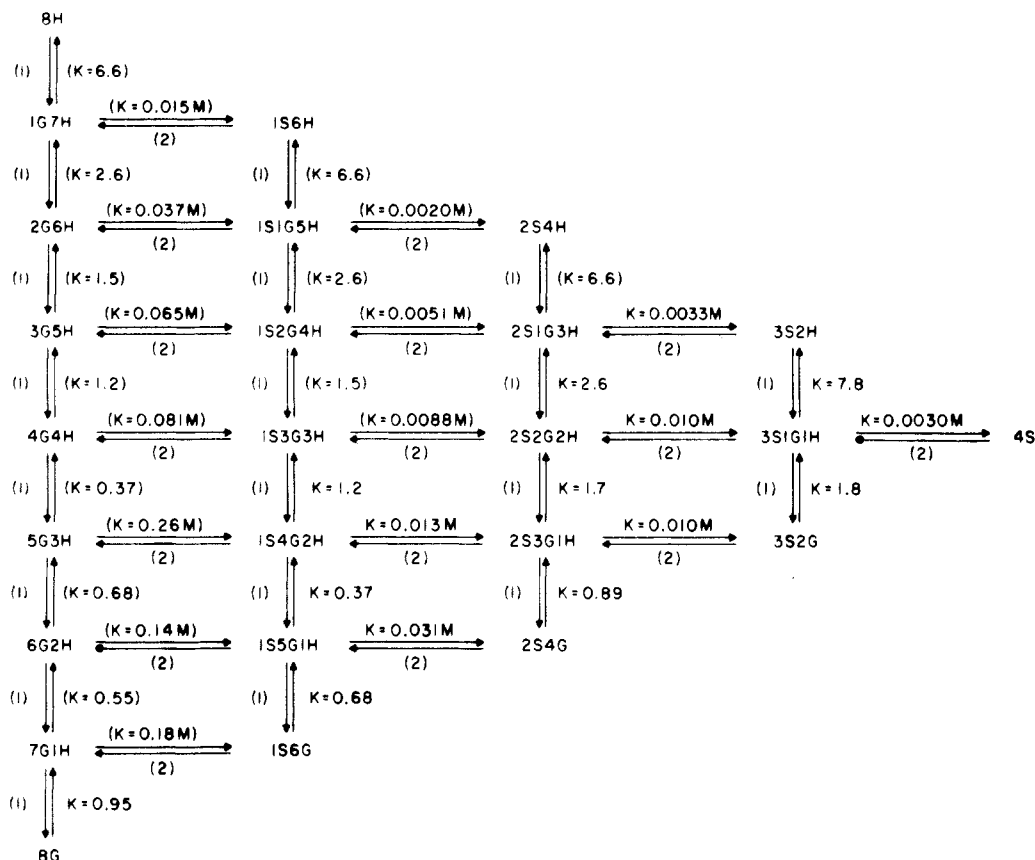 8H
(1) (K=6.6)
(K=0.015M)
1G7H 1S6H
(2)
(1) (K=2.6) (1) (K=6.6)
(K=0.037M) (K=0.0020M)
2G6H 1S1G5H 2S4H
(2) (2)
(1) (K=1.5) (1) (K=2.6) (1) (K=6.6)
(K=0.065M) (K=0.0051M) K=0.0033M
3G5H 1S2G4H 2S1G3H 3S2H
(2) (2) (2)
(1) (K=1.2) (1) (K=1.5) (1) K=2.6 (1) K=7.8
(K=0.081M) (K=0.0088M) K=0.010M K=0.0030M
4G4H 1S3G3H 2S2G2H 3S1G1H 4S
(2) (2) (2) (2)
(1) (K=0.37) (1) K=1.2 (1) K=1.7 (1) K=1.8
(K=0.26M) K=0.013M K=0.010M
5G3H 1S4G2H 2S3G1H 3S2G
(2) (2) (2)
(1) (K=0.68) (1) K=0.37 (1) K=0.89
(K=0.14M) K=0.031M
6G2H 1S5G1H 2S4G
(2) (2)
(1) (K=0.55) (1) K=0.68
(K=0.18M)
7G1H 1S6G
(2)
(1) K=0.95
8G